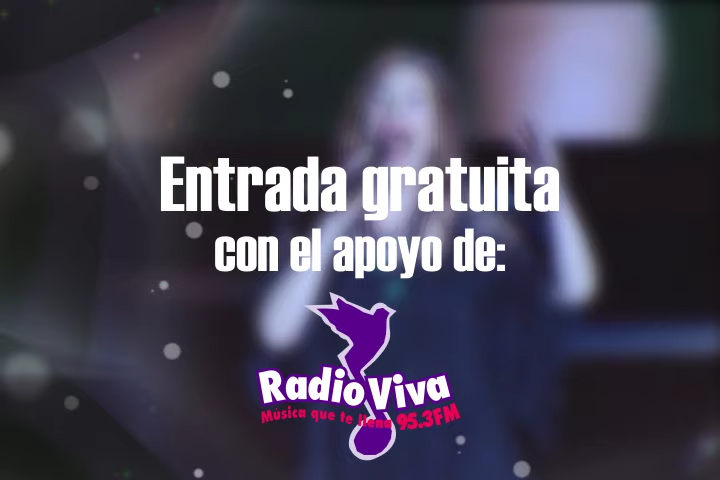 Entrada gratuita
con el apoyo de:
Radio Viva
Música que te llena 95.3FM